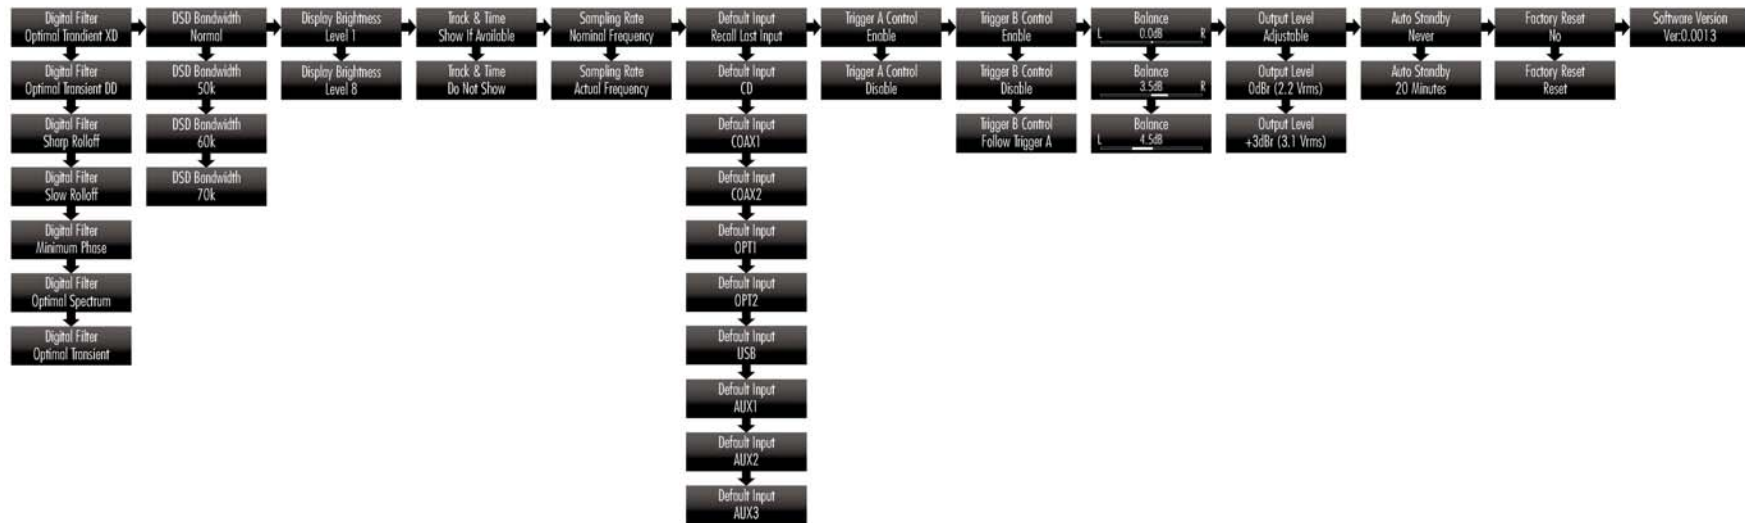 Digital Filter
Optimal Trandient XD
Digital Filter
Optimal Transient DD
Digital Filter
Sharp Rolloff
Digital Filter
Slow Rolloff
Digital Filter
Minimum Phase
Digital Filter
Optimal Spectrum
Digital Filter
Optimal Transient
DSD Bandwidth
Normal
DSD Bandwidth
50k
DSD Bandwidth
60k
DSD Bandwidth
70k
Display Brightness
Level 1
Display Brightness
Level 8
Track & Time
Show If Available
Track & Time
Do Not Show
Sampling Rate
Nominal Frequency
Sampling Rate
Actual Frequency
Default Input
Recall Last Input
Default Input
CD
Default Input
COAX1
Default Input
COAX2
Default Input
OPT1
Default Input
OPT2
Default Input
USB
Default Input
AUX1
Default Input
AUX2
Default Input
AUX3
Trigger A Control
Enable
Trigger A Control
Disable
Trigger B Control
Enable
Trigger B Control
Disable
Trigger B Control
Follow Trigger A
Balance
L 0.0dB R
Balance
3.5dB R
Balance
L 4.5dB
Output Level
Adjustable
Output Level
0dBr (2.2 Vrms)
Output Level
+3dBr (3.1 Vrms)
Auto Standby
Never
Auto Standby
20 Minutes
Factory Reset
No
Factory Reset
Reset
Software Version
Ver:0.0013